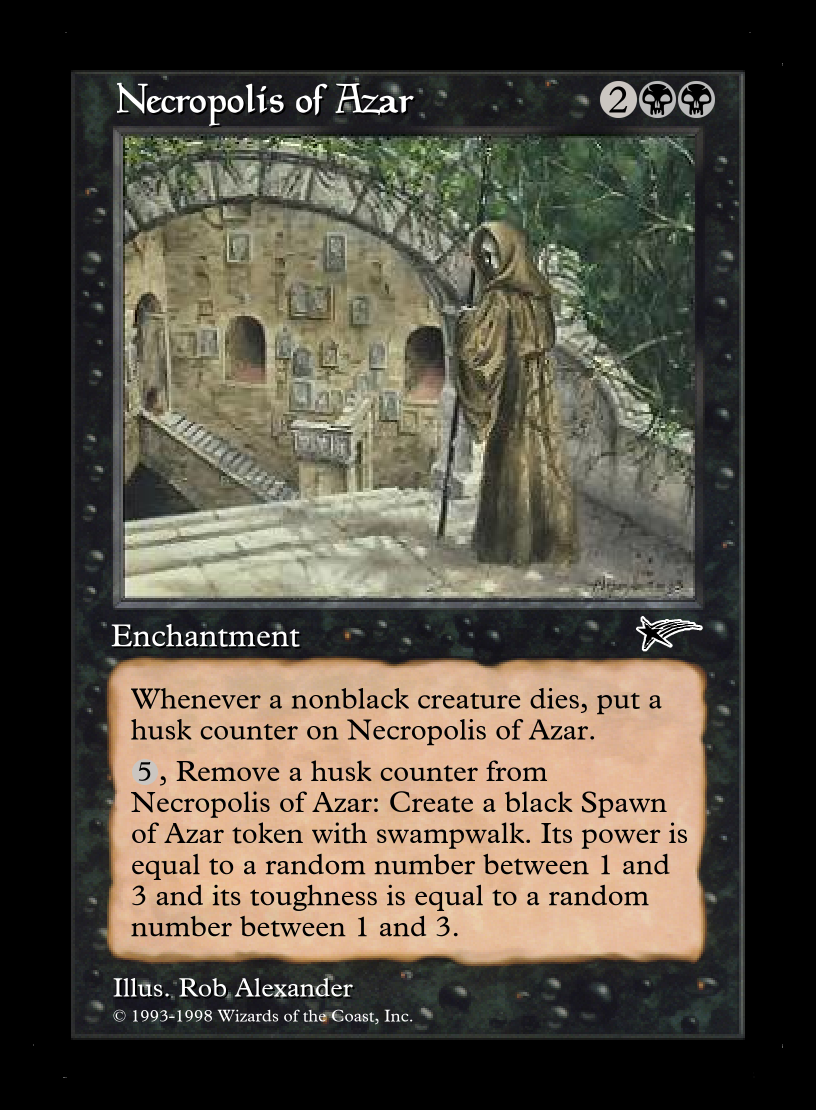 Necropolis of Azar
2
Enchantment
Whenever a nonblack creature dies, put a
husk counter on Necropolis of Azar.
5, Remove a husk counter from
Necropolis of Azar: Create a black Spawn
of Azar token with swampwalk. Its power is
equal to a random number between 1 and
3 and its toughness is equal to a random
number between 1 and 3.
Illus. Rob Alexander
© 1993-1998 Wizards of the Coast, Inc.